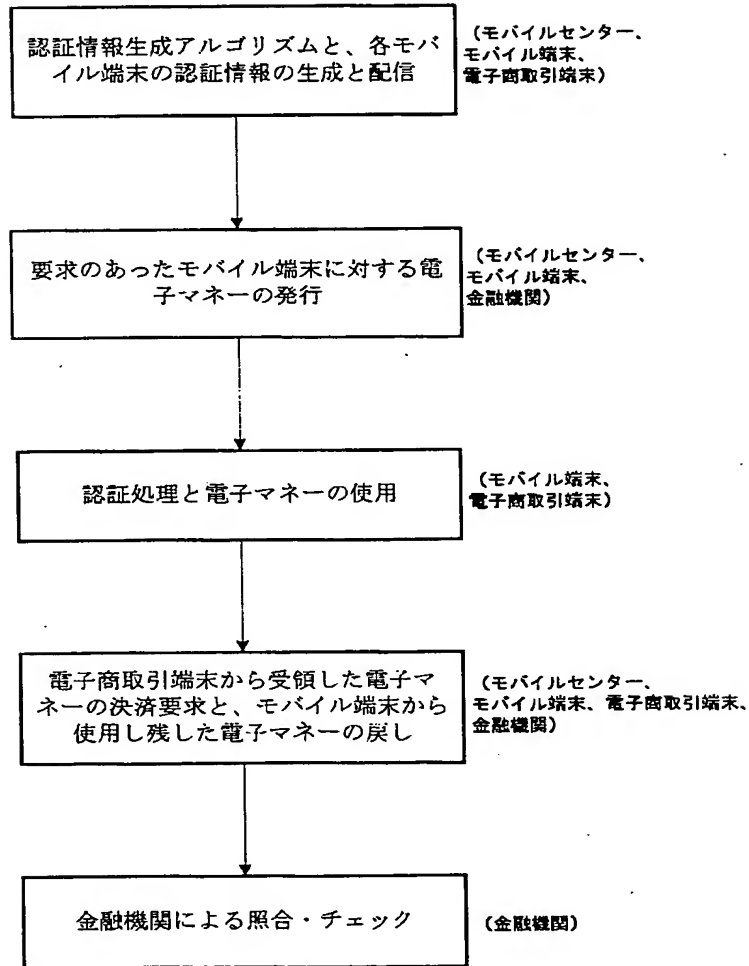 認証情報生成アルゴリズムと、各モバ
イル端末の認証情報の生成と配信
(モバイルセンター、
モバイル端末、
電子商取引端末)
要求のあったモバイル端末に対する電
子マネーの発行
(モバイルセンター、
モバイル端末、
金融機関)
認証処理と電子マネーの使用
(モバイル端末、
電子商取引端末)
電子商取引端末から受領した電子マ
ネーの決済要求と、モバイル端末から
使用し残した電子マネーの戻し
(モバイルセンター、
モバイル端末、電子商取引端末、
金融機関)
金融機関による照合・チェック
(金融機関)